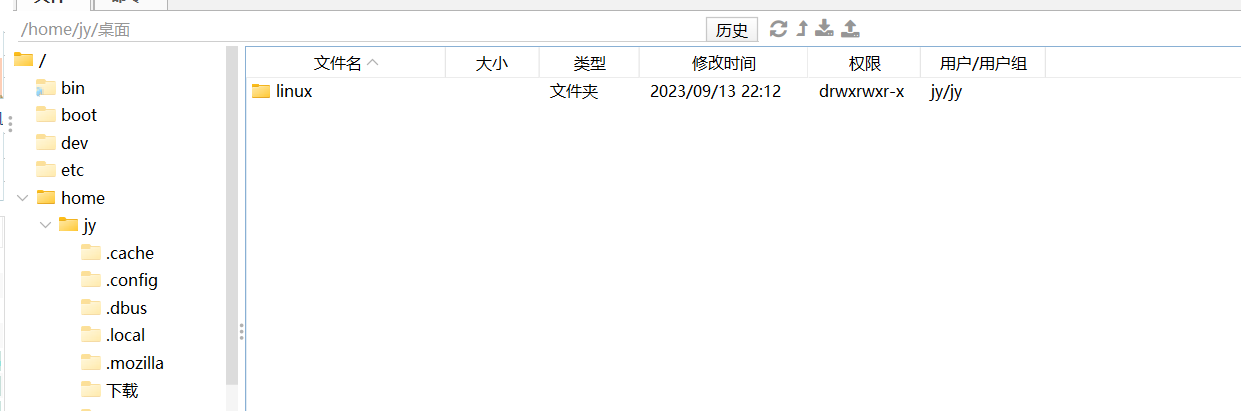 /home/jy/桌面
历史
/
bin
boot
dev
etc
home
jy
.cache
.config
.dbus
.local
.mozilla
下载
文件名 大小 类型 修改时间 权限 用户/用户组
linux 文件夹 2023/09/13 22:12 drwxrwxr-x jy/jy